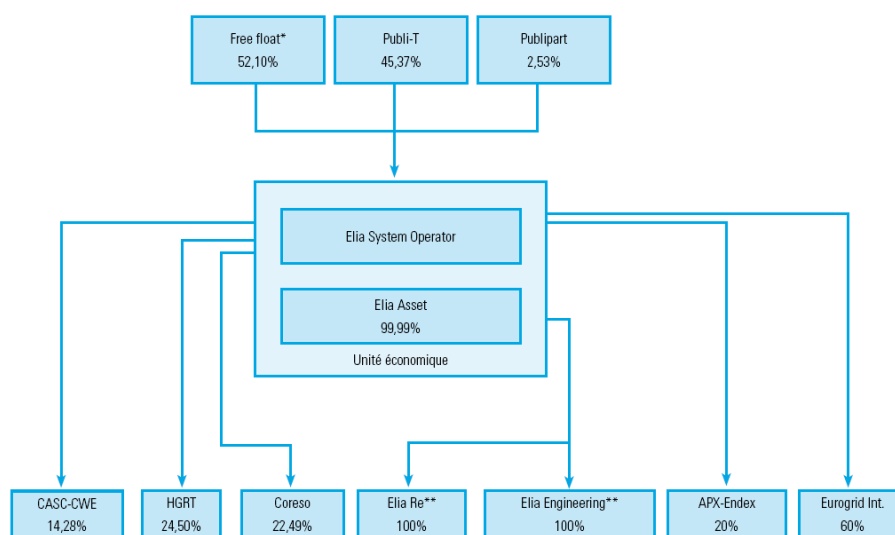 Free float*
52,10%
Publi-T
45,37%
Publipart
2,53%
Elia System Operator
Elia Asset
99,99%
Unité économique
CASC-CWE
14,28%
HGRT
24,50%
Coreso
22,49%
Elia Re**
100%
Elia Engineering**
100%
APX-Endex
20%
Eurogrid Int.
60%